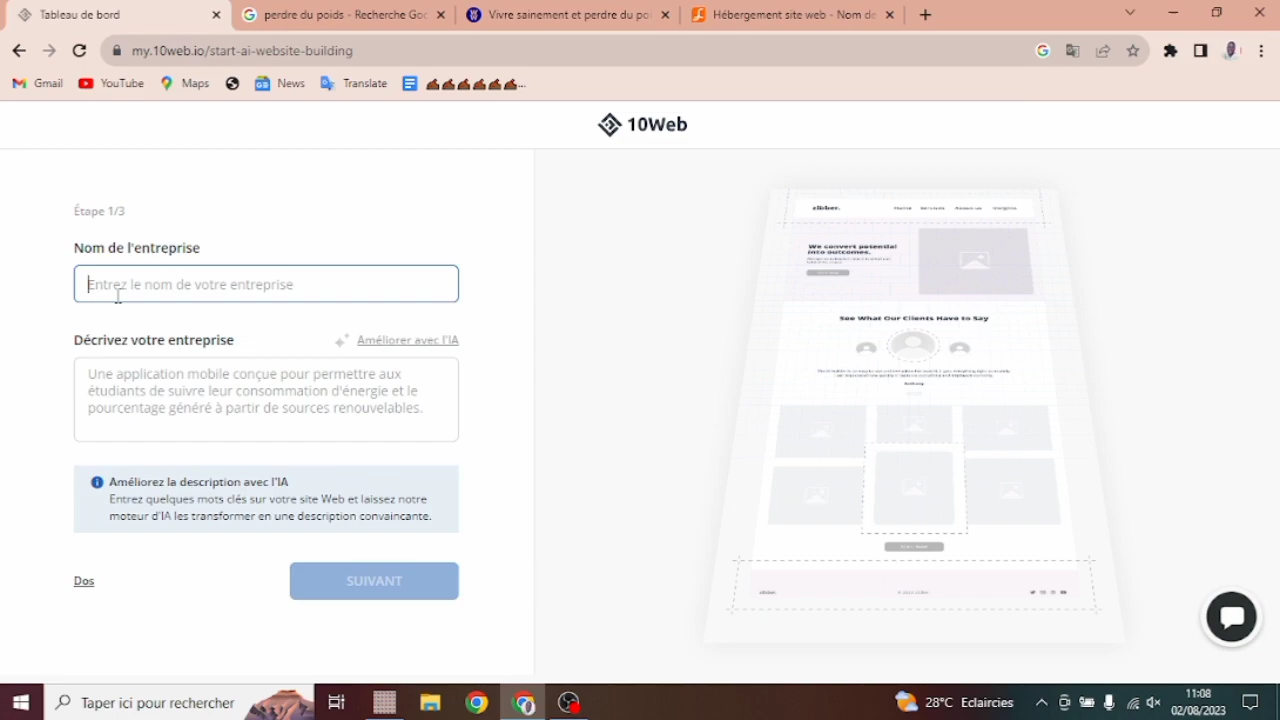 Tableau de bord
perdre du poids - Recherche Goo
Vivre sainement et perdre du poi
Hébergement site web - Nom de
my.10web.io/start-ai-website-building
Gmail
YouTube
Maps
News
Translate
10Web
Étape 1/3
Nom de l'entreprise
Entrez le nom de votre entreprise
Décrivez votre entreprise
Améliorer avec l'IA
Une application mobile conçue pour permettre aux
étudiants de suivre leur consommation d'énergie et le
pourcentage généré à partir de sources renouvelables.
Améliorez la description avec l'IA
Entrez quelques mots clés sur votre site Web et laissez notre
moteur d'IA les transformer en une description convaincante.
Dos
SUIVANT
We convert potential
into outcomes.
See What Our Clients Have to Say
Taper ici pour rechercher
28°C Eclaircies
11:08
02/08/2023